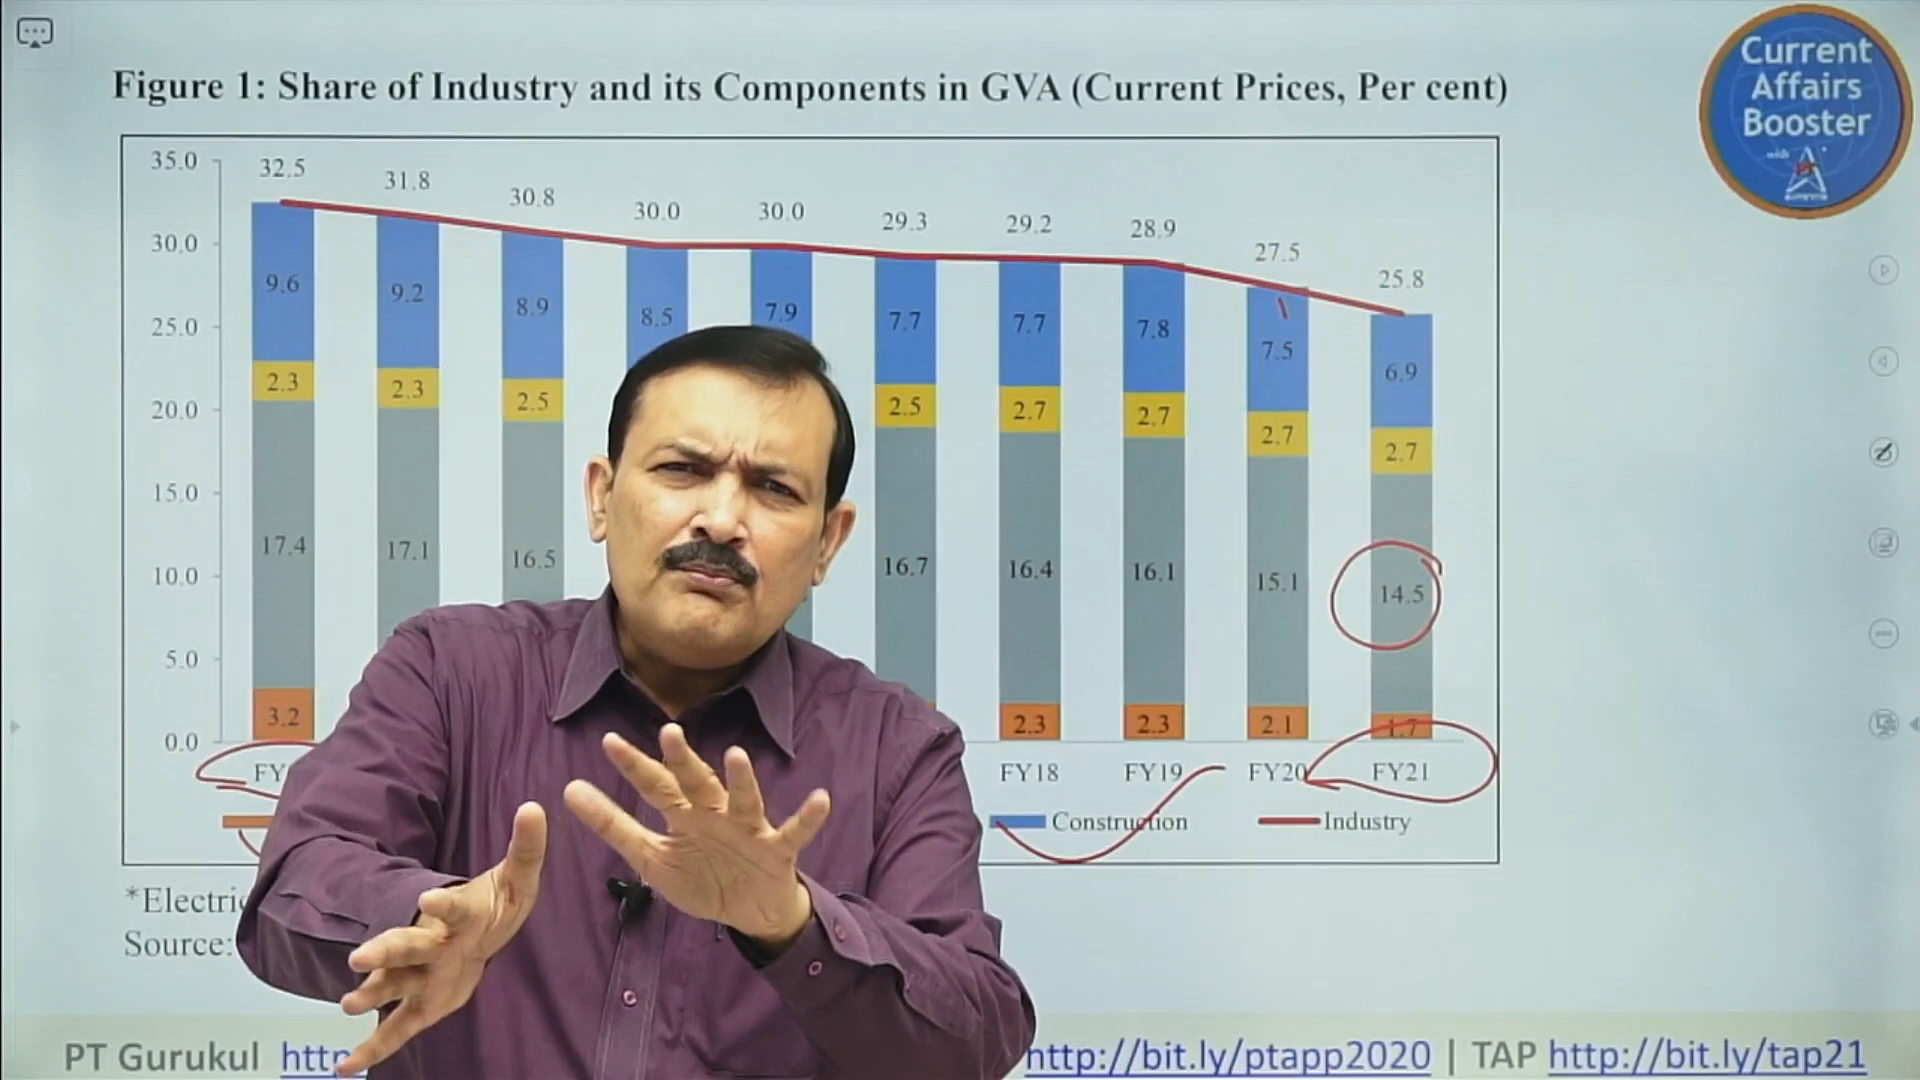 Current
Affairs
Booster
with
Figure 1: Share of Industry and its Components in GVA (Current Prices, Per cent)
35.0
30.0
25.0
20.0
15.0
10.0
5.0
0.0
32.5 31.8 30.8 30.0 30.0 29.3 29.2 28.9 27.5 25.8
9.6 9.2 8.9 8.5 7.9 7.7 7.7 7.8 7.5 6.9
2.3 2.3 2.5 2.5 2.7 2.7 2.7 2.7
17.4 17.1 16.5 16.7 16.4 16.1 15.1 14.5
3.2 2.3 2.3 2.1 1.7
FY18 FY19 FY20 FY21
Construction Industry
Source:
PT Gurukul http://bit.ly/ptapp2020 | TAP http://bit.ly/tap21